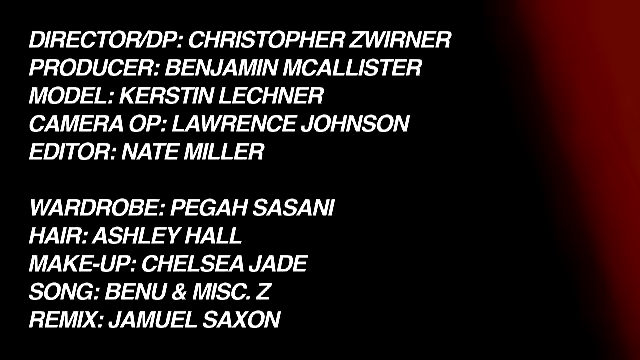 DIRECTOR/DP: CHRISTOPHER ZWIRNER
PRODUCER: BENJAMIN MCALLISTER
MODEL: KERSTIN LECHNER
CAMERA OP: LAWRENCE JOHNSON
EDITOR: NATE MILLER
WARDROBE: PEGAH SASANI
HAIR: ASHLEY HALL
MAKE-UP: CHELSEA JADE
SONG: BENU & MISC. Z
REMIX: JAMUEL SAXON